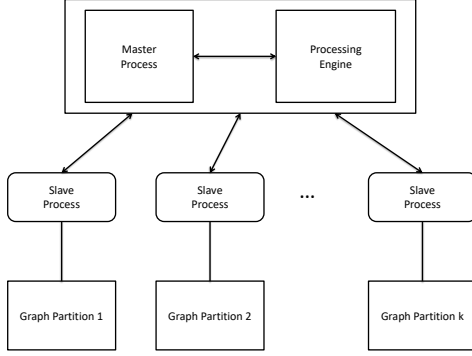 Master
Process
Processing
Engine
Slave
Process
Slave
Process
...
Slave
Process
Graph Partition 1
Graph Partition 2
Graph Partition k